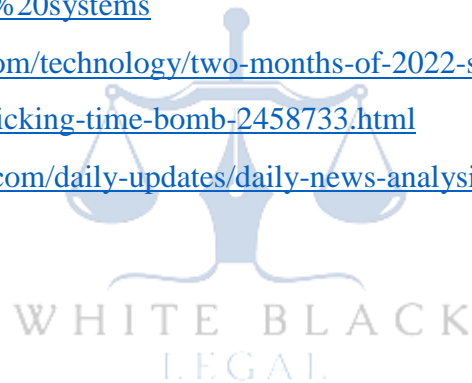 %20systems
om/technology/two-months-of-2022-s
icking-time-bomb-2458733.html
com/daily-updates/daily-news-analysi
WHITE BLACK
LEGAL